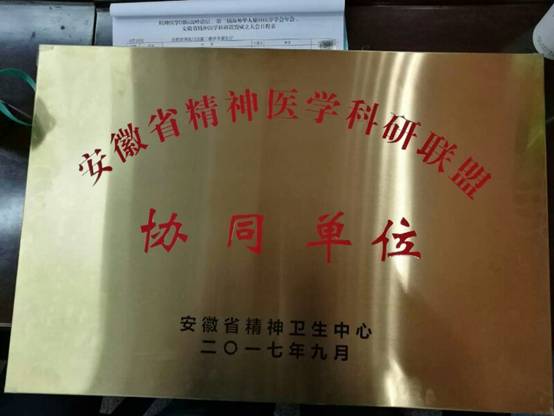 安徽省精神医学科研联盟
协同单位
安徽省精神卫生中心
二〇一七年九月